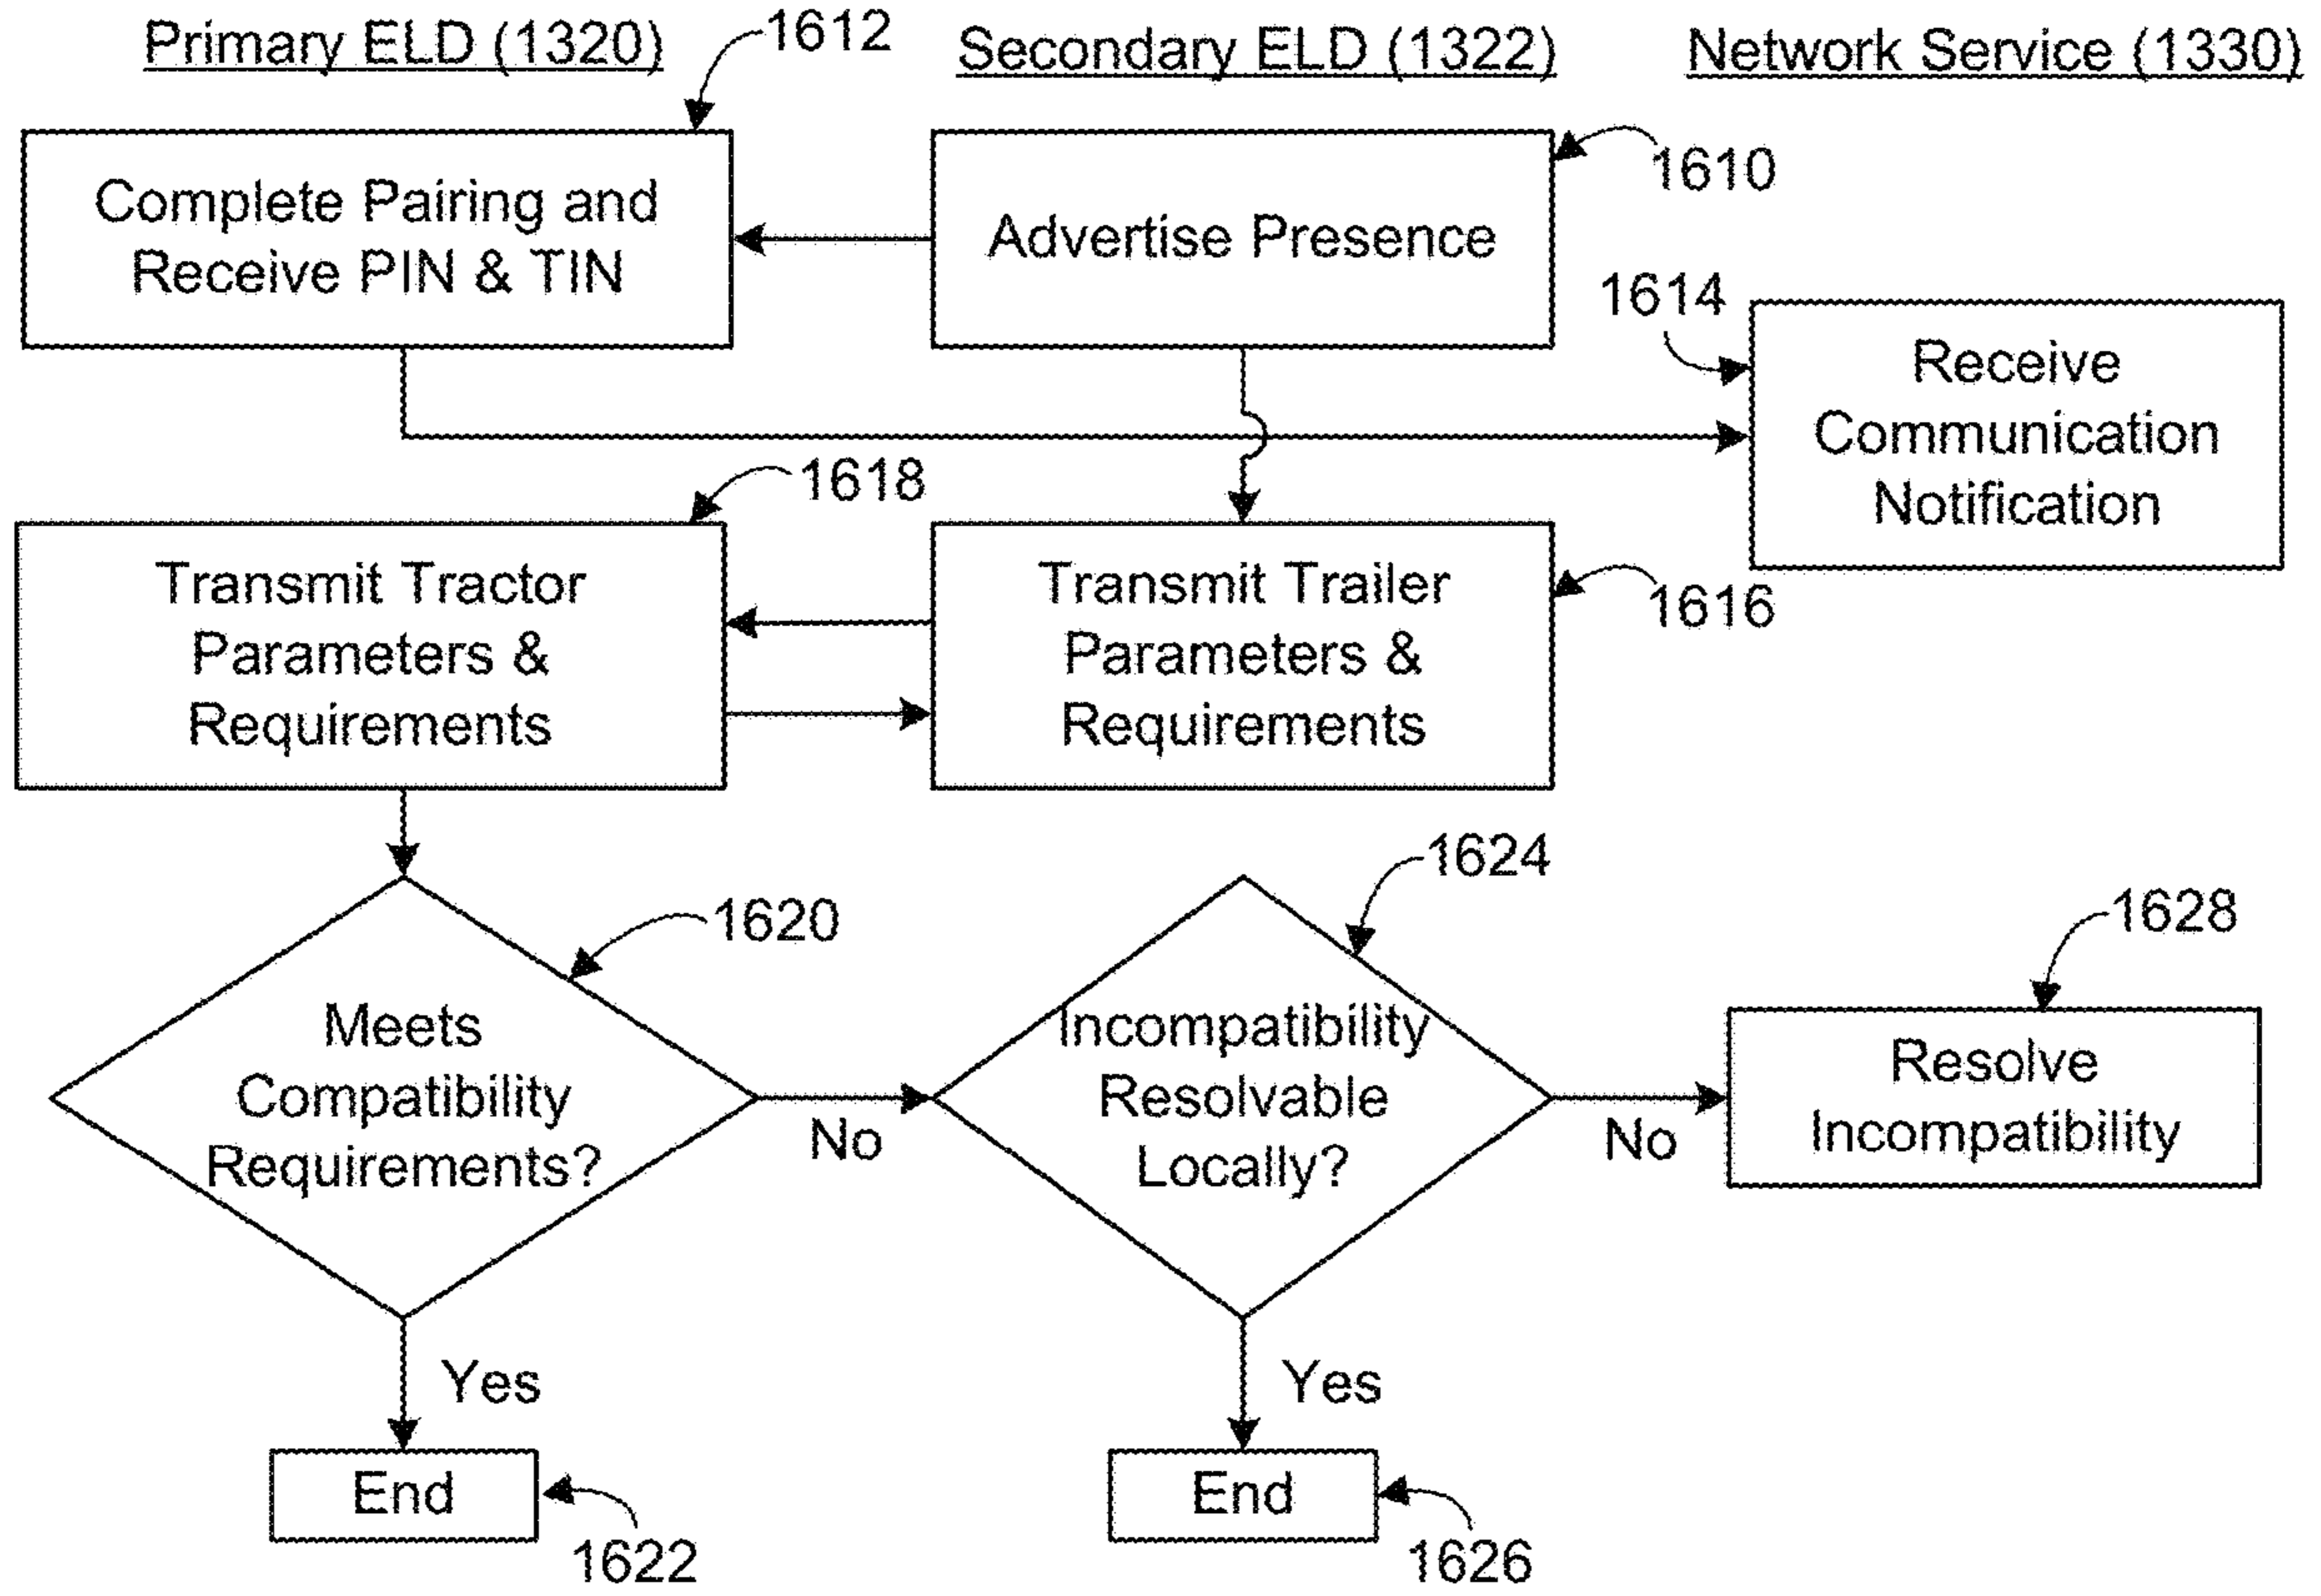 Primary ELD (1320)
1612
Secondary ELD (1322)
Network Service (1330)
Complete Pairing and
Receive PIN & TIN
Advertise Presence
1610
1614
Receive
Communication
Notification
1618
Transmit Tractor
Parameters &
Requirements
Transmit Trailer
Parameters &
Requirements
1616
1620
Meets
Compatibility
Requirements?
No
1624
Incompatibility
Resolvable
Locally?
No
1628
Resolve
Incompatibility
Yes
Yes
End
1622
End
1626